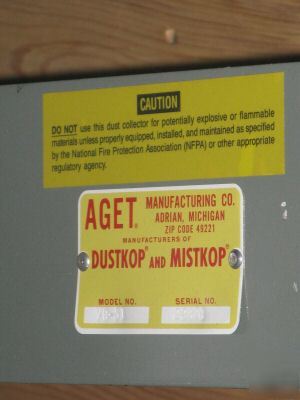 CAUTION
DO NOT use this dust collector for potentially explosive or flammable
materials unless properly equipped, installed, and maintained as specified
by the National Fire Protection Association (NFPA) or other appropriate
regulatory agency.
AGET® MANUFACTURING CO.
ADRIAN, MICHIGAN
ZIP CODE 49221
MANUFACTURERS OF
DUSTKOP® AND MISTKOP®
MODEL NO. SERIAL NO.